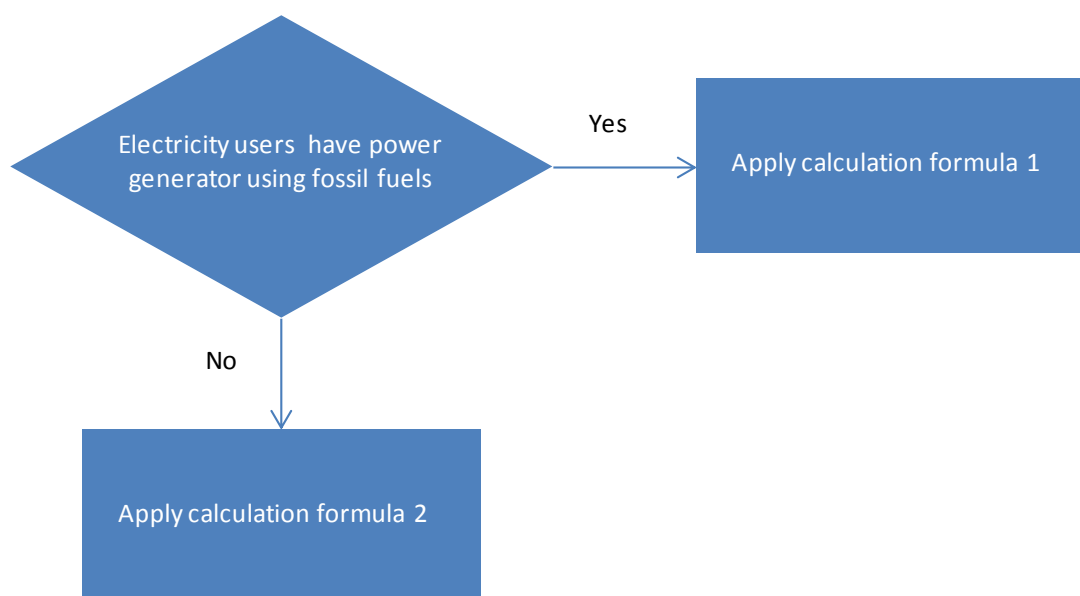 Electricity users have power
generator using fossil fuels
Yes
Apply calculation formula 1
No
Apply calculation formula 2